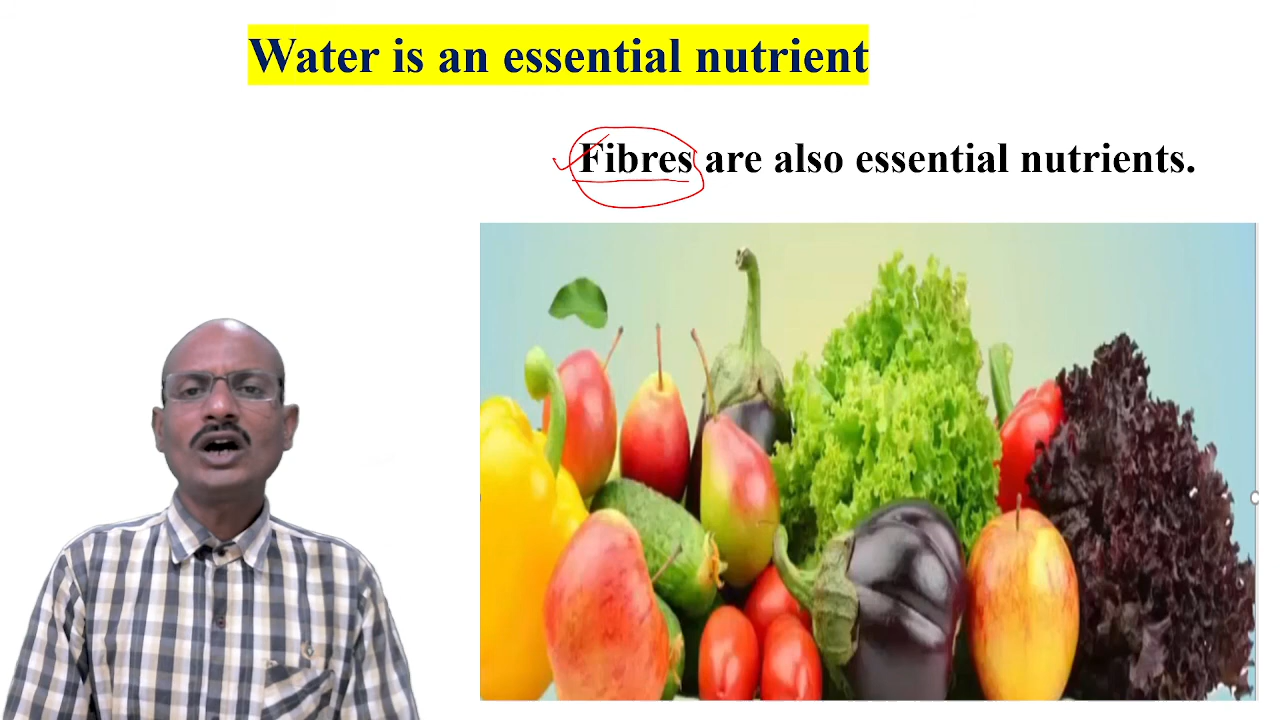 Water is an essential nutrient
Fibres are also essential nutrients.